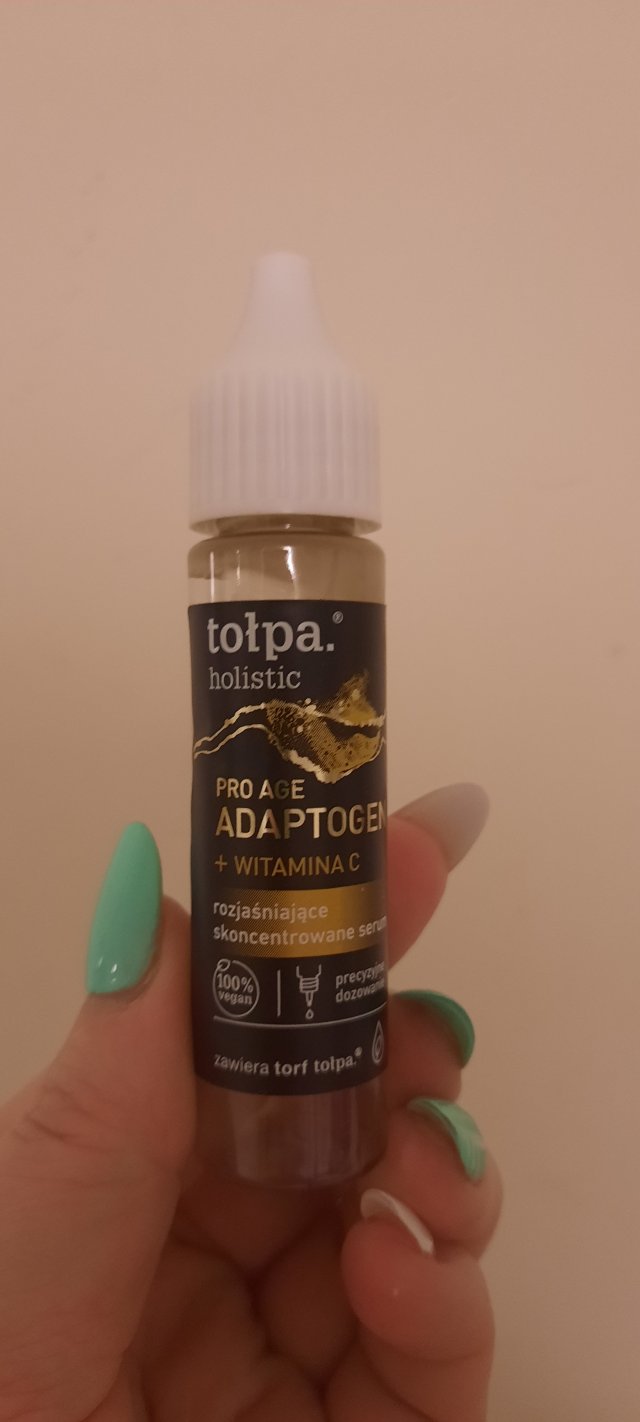 tołpa.®
holistic
PRO AGE
ADAPTOGEN
+ WITAMINA C
rozjaśniające
skoncentrowane serum
100%
vegan
precyzyjne
dozowanie
zawiera torf tołpa.®